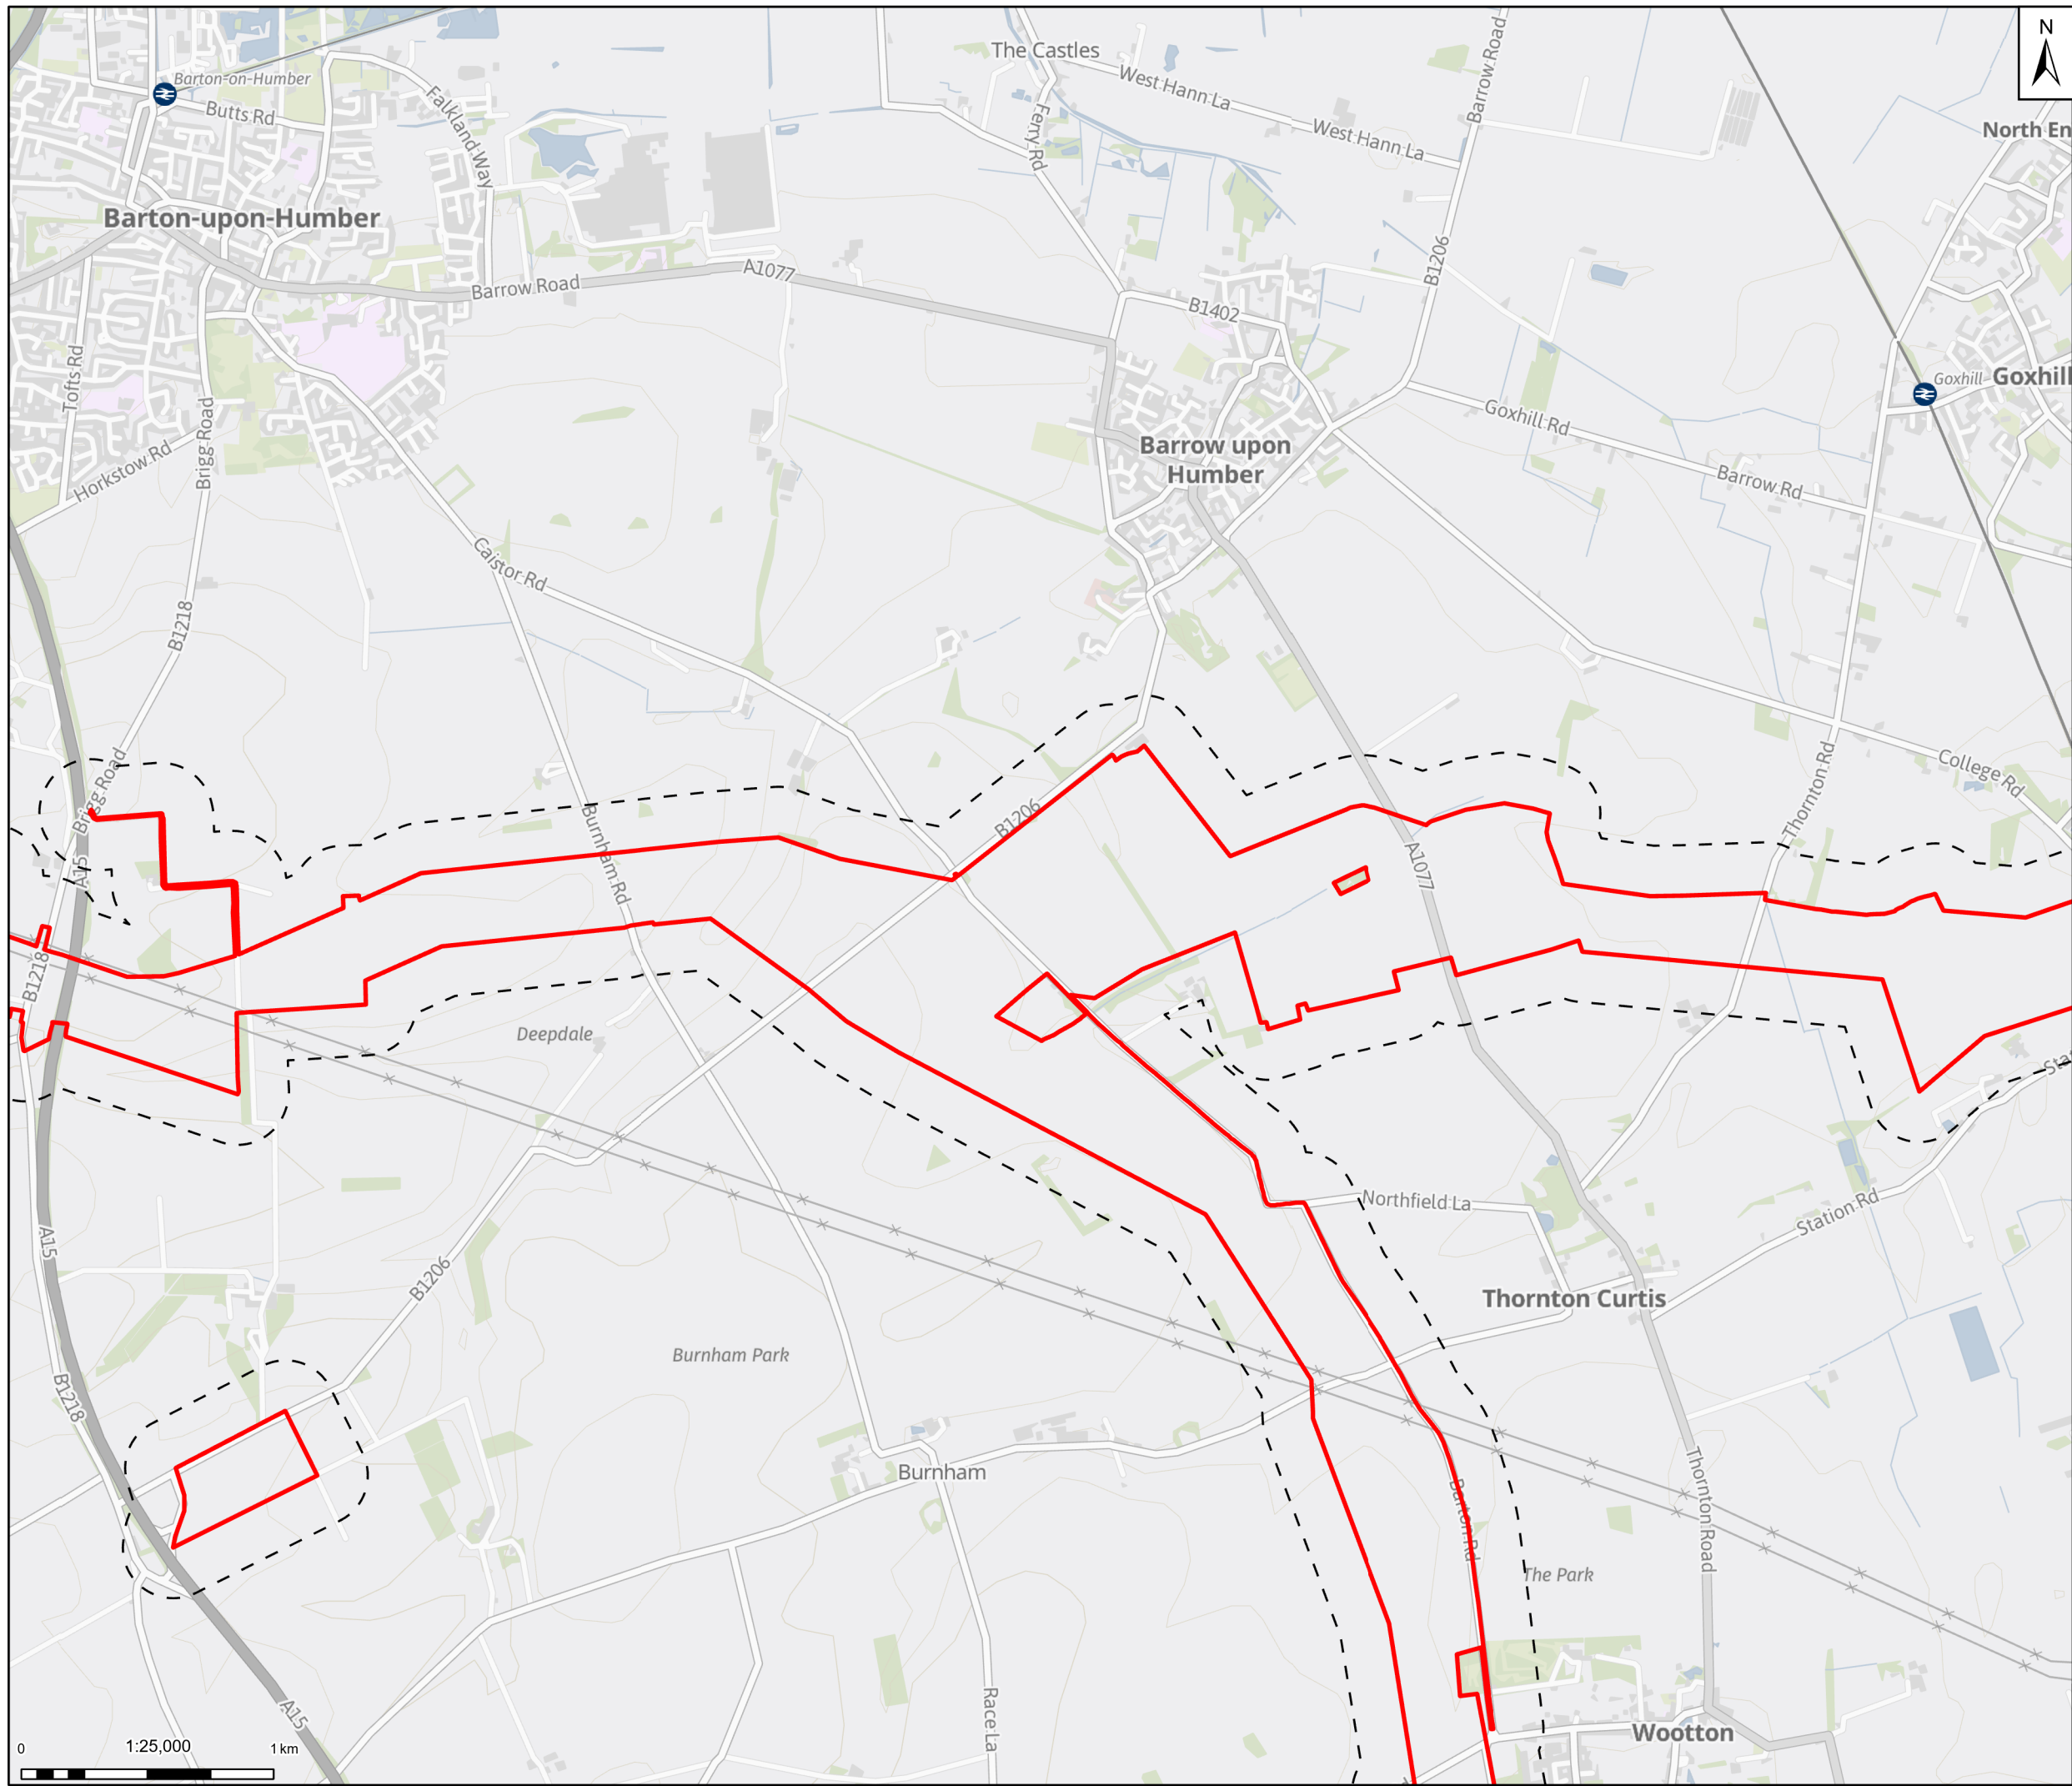 The Castles
N
Barton-on-Humber
West Hann La
Barrow Road
Butts Rd
Falkland Way
Ferry Rd
West Hann La
North En
Barton-upon-Humber
B1206
A1077
Barrow Road
B1402
Tofts Rd
Goxhill
Goxhill
Goxhill Rd
Brigg Road
Barrow upon
Humber
Horkstow Rd
Barrow Rd
Caistor Rd
B1218
Thornton Rd
College Rd
Brigg Road
B1206
Burnham Rd
A15
A1077
B1218
Deepdale
Sta
Northfield La
Station Rd
A15
B1206
Thornton Curtis
Burnham Park
B1218
Burnham
Barton Rd
Thornton Road
The Park
Race La
A15
Wootton
0
1:25,000
1 km